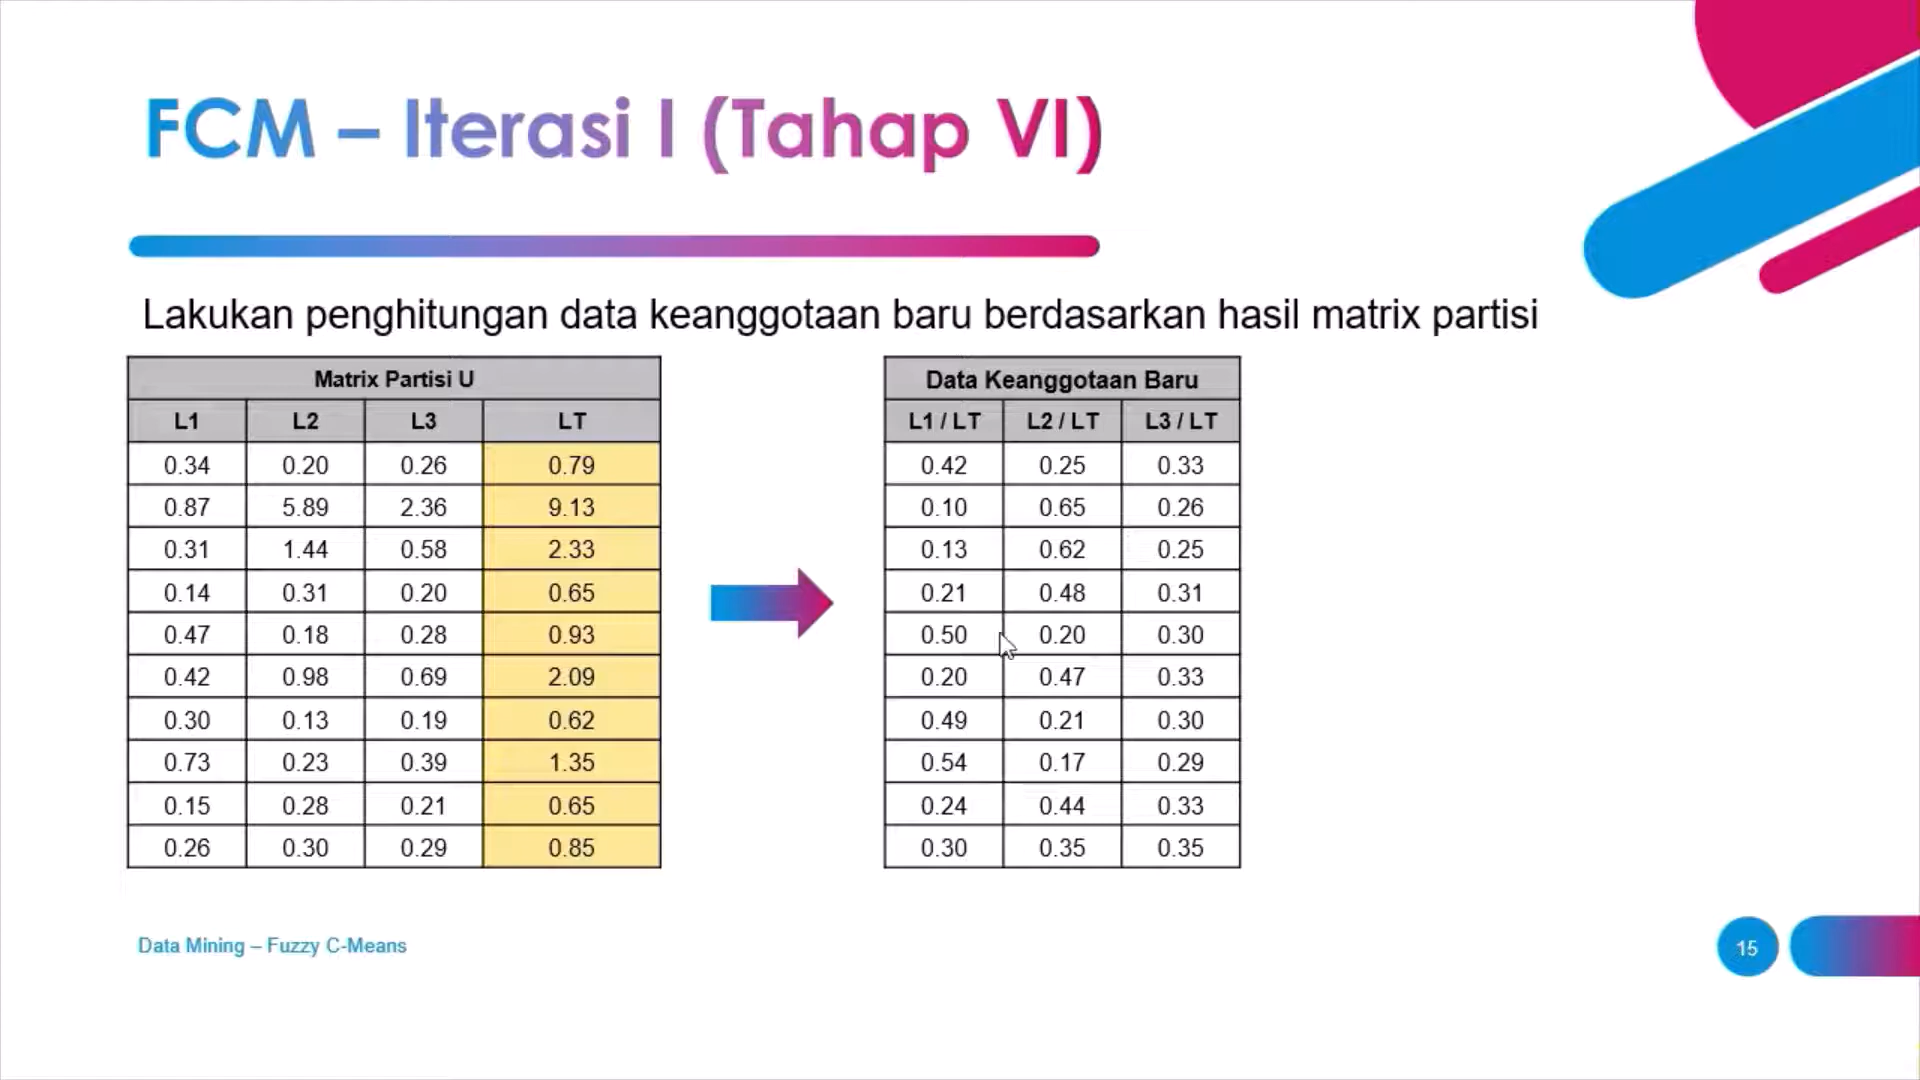 FCM – Iterasi I (Tahap VI)
Lakukan penghitungan data keanggotaan baru berdasarkan hasil matrix partisi
Matrix Partisi U
L1 L2 L3 LT
0.34 0.20 0.26 0.79
0.87 5.89 2.36 9.13
0.31 1.44 0.58 2.33
0.14 0.31 0.20 0.65
0.47 0.18 0.28 0.93
0.42 0.98 0.69 2.09
0.30 0.13 0.19 0.62
0.73 0.23 0.39 1.35
0.15 0.28 0.21 0.65
0.26 0.30 0.29 0.85
Data Keanggotaan Baru
L1 / LT L2 / LT L3 / LT
0.42 0.25 0.33
0.10 0.65 0.26
0.13 0.62 0.25
0.21 0.48 0.31
0.50 0.20 0.30
0.20 0.47 0.33
0.49 0.21 0.30
0.54 0.17 0.29
0.24 0.44 0.33
0.30 0.35 0.35
Data Mining – Fuzzy C-Means
15